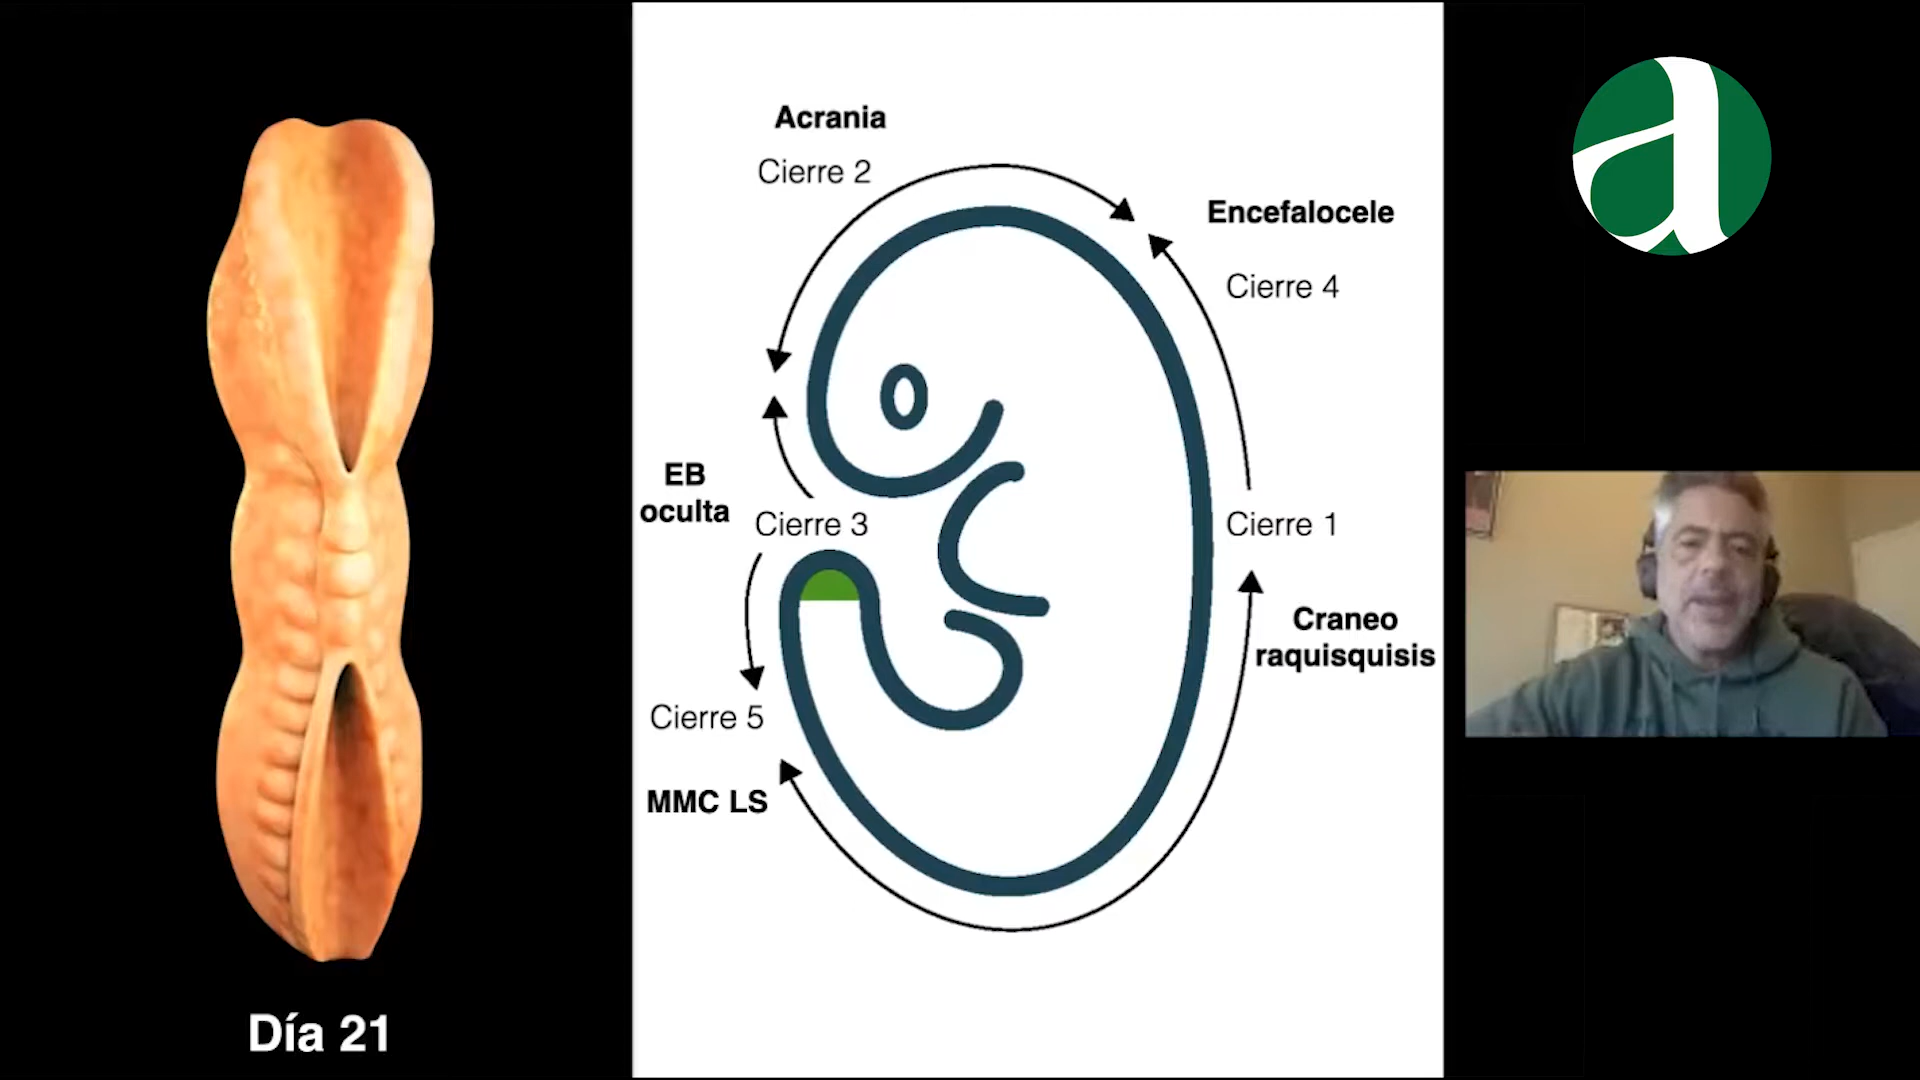 Acrania
Cierre 2
Encefalocele
Cierre 4
EB
oculta
Cierre 3
Cierre 1
Craneo
raquisquisis
Cierre 5
MMC LS
Día 21
a